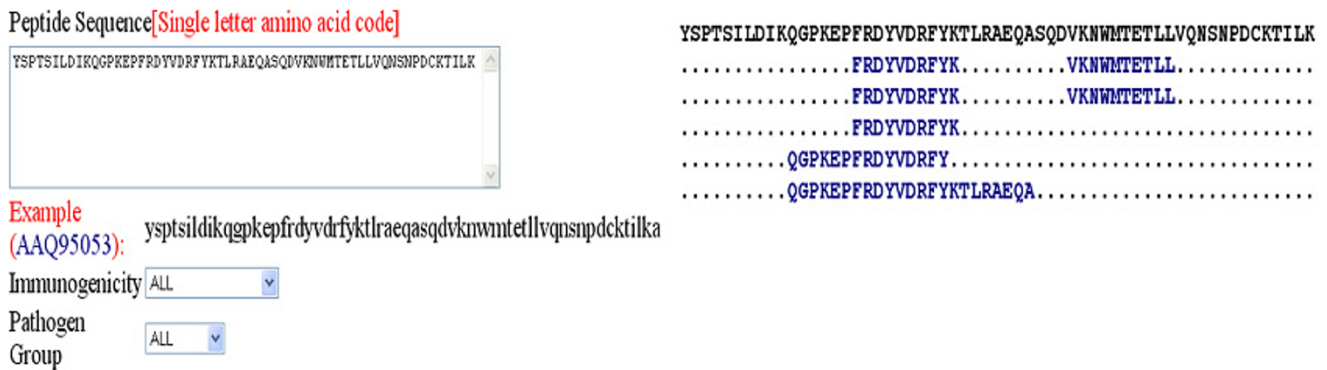 Peptide Sequence[Single letter amino acid code]
YSPTSILDIKQGPKEPFRDYVDRFYKTLRAEQASQDVKNWMTETLLVQNSNPDCKTILK
Example
(AAQ95053):
ysptsildikqgpkepfrdyvdrfyktlraeqasqdvknwmtetllvqnsnpdcktilka
Immunogenicity ALL
Pathogen
Group
ALL
YSPTSILDIKQGPKEPFRDYVDRFYKTLRAEQASQDVKNWMTETLLVQNSNPDCKTILK
................FRDYVDRFYK..........VKNWMTETLL.............
................FRDYVDRFYK..........VKNWMTETLL.............
................FRDYVDRFYK.................................
..........QGPKEPFRDYVDRFY..................................
..........QGPKEPFRDYVDRFYKTLRAEQA..........................